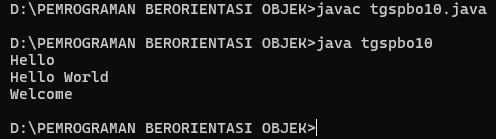 D:\PEMROGRAMAN BERORIENTASI OBJEK>javac tgspbo10.java
D:\PEMROGRAMAN BERORIENTASI OBJEK>java tgspbo10
Hello
Hello World
Welcome
D:\PEMROGRAMAN BERORIENTASI OBJEK>